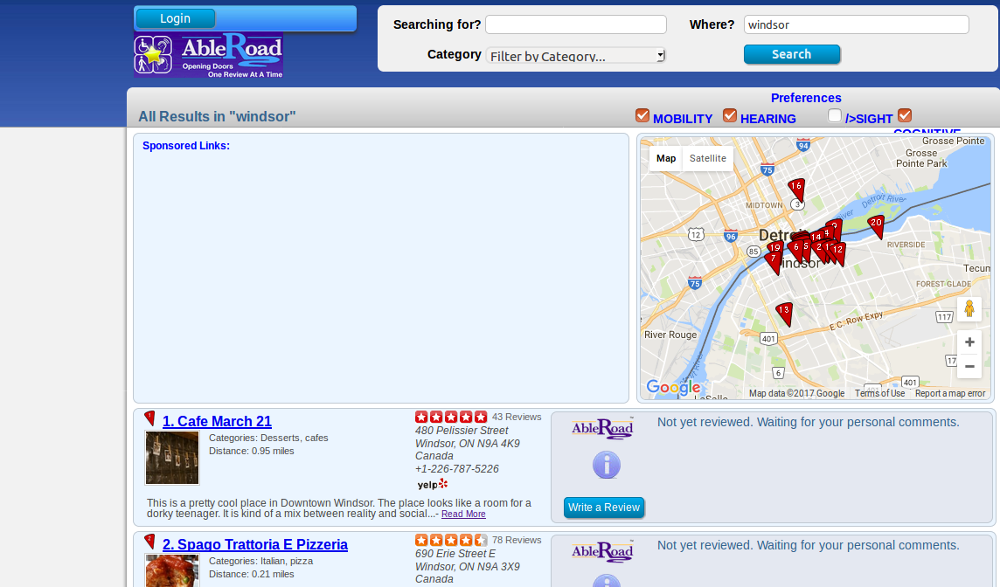 Login
AbleRoad
Opening Doors
One Review At A Time
Searching for?
Where? windsor
Category Filter by Category...
Search
All Results in "windsor"
Preferences
MOBILITY HEARING />SIGHT
COGNITIVE
Sponsored Links:
Map Satellite
94
Grosse Pointe
Grosse
Pointe Park
75
16
3
MIDTOWN
Detroit River
River
12
96
Detroit
20
14
4
RIVERSIDE
85
19
6
2
12
7
Windsor
75
Tecum
FOREST GLADE
13
E C. Row Expy
117
River Rouge
401
17
6
401
401
Google
Map data ©2017 Google Terms of Use Report a map error
LaSalle
1. Cafe March 21
Categories: Desserts, cafes
Distance: 0.95 miles
43 Reviews
480 Pelissier Street
Windsor, ON N9A 4K9
Canada
+1-226-787-5226
yelp
This is a pretty cool place in Downtown Windsor. The place looks like a room for a
dorky teenager. It is kind of a mix between reality and social...- Read More
AbleRoad
Not yet reviewed. Waiting for your personal comments.
i
Write a Review
2. Spago Trattoria E Pizzeria
Categories: Italian, pizza
Distance: 0.21 miles
78 Reviews
690 Erie Street E
Windsor, ON N9A 3X9
Canada
AbleRoad
Not yet reviewed. Waiting for your personal comments.